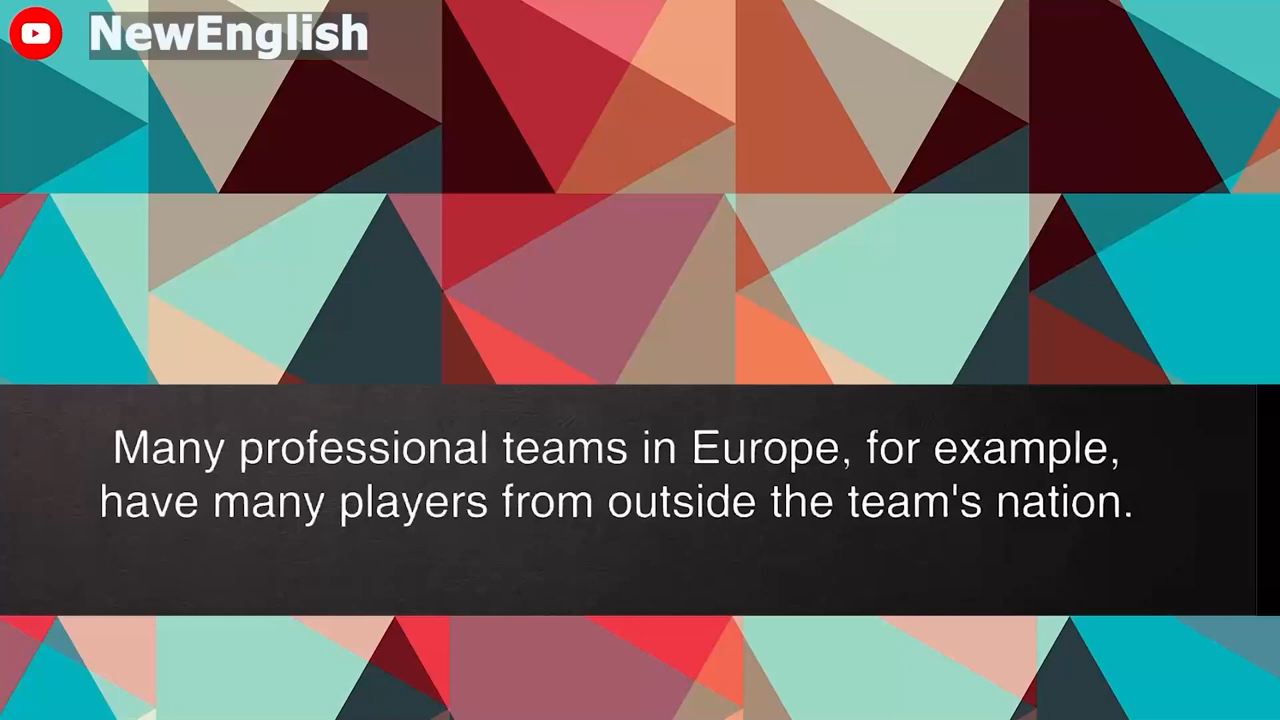 NewEnglish
Many professional teams in Europe, for example,
have many players from outside the team's nation.